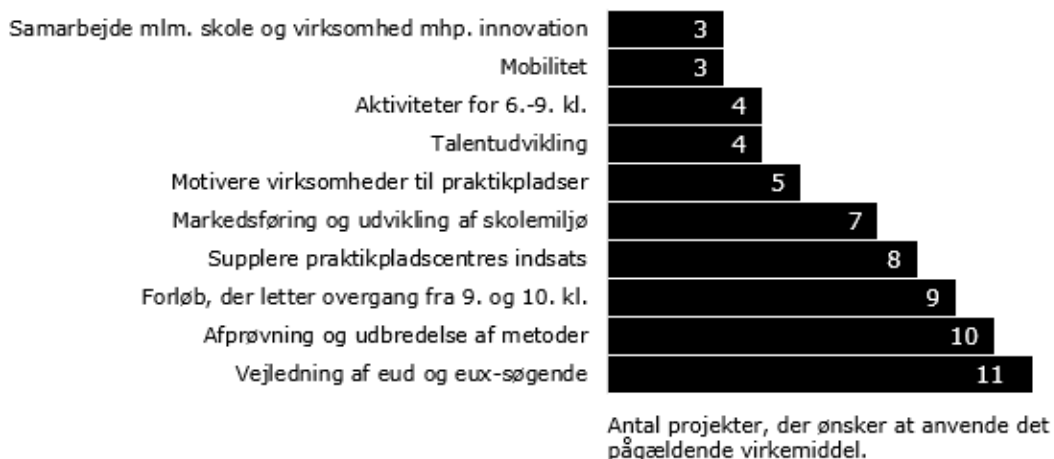 Samarbejde mlm. skole og virksomhed mhp. innovation 3
Mobilitet 3
Aktiviteter for 6.-9. kl. 4
Talentudvikling 4
Motivere virksomheder til praktikpladser 5
Markedsføring og udvikling af skolemiljø 7
Supplere praktikpladscentres indsats 8
Forløb, der letter overgang fra 9. og 10. kl. 9
Afprøvning og udbredelse af metoder 10
Vejledning af eud og eux-søgende 11
Antal projekter, der ønsker at anvende det
pågældende virkemiddel.